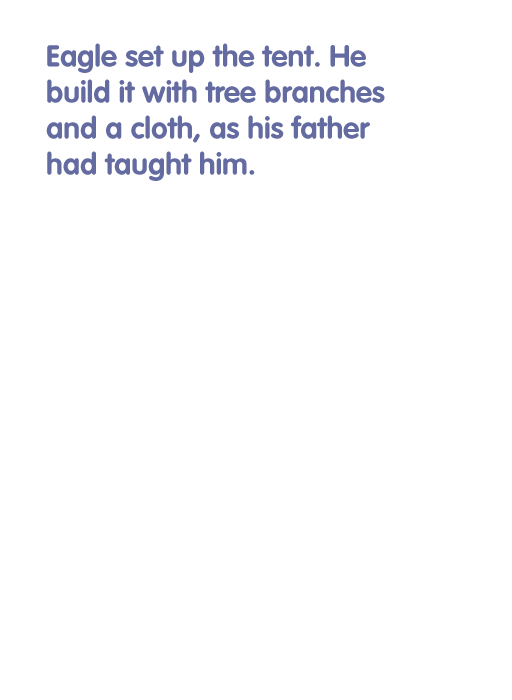 Eagle set up the tent. He
build it with tree branches
and a cloth, as his father
had taught him.